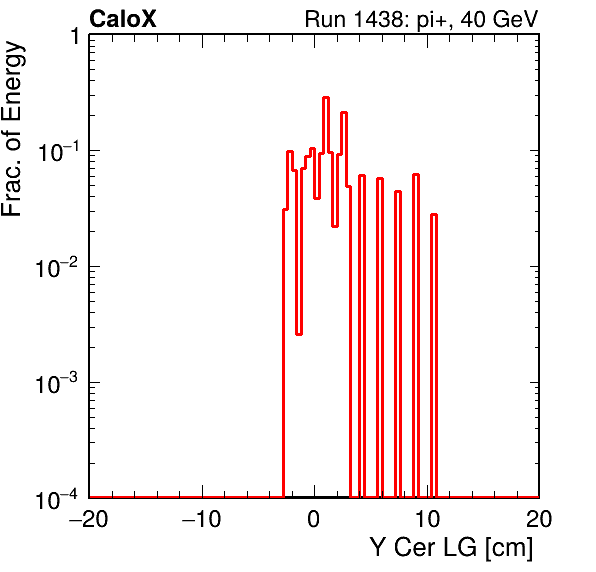 CaloX
Run 1438: pi+, 40 GeV
Frac. of Energy
1
10⁻¹
10⁻²
10⁻³
10⁻⁴
−20 −10 0 10 20
Y Cer LG [cm]